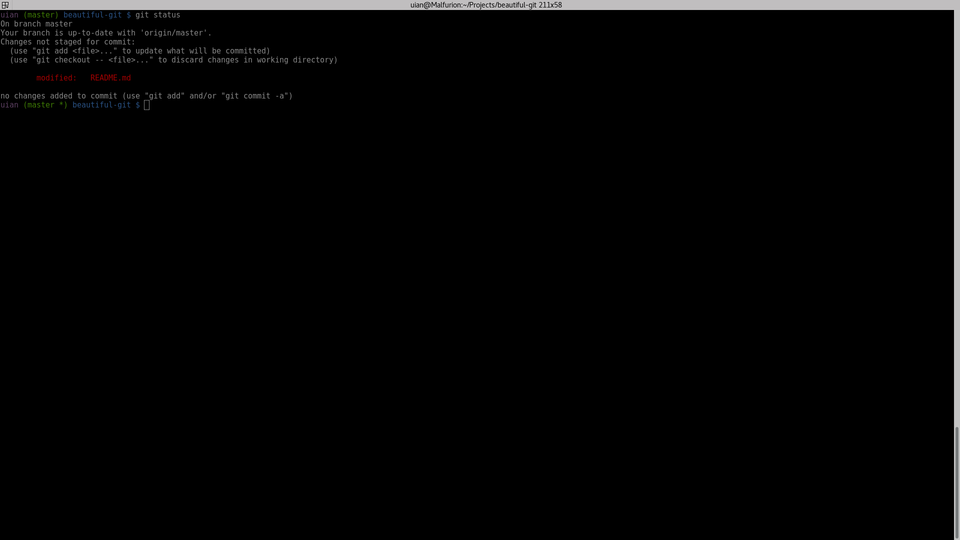 uian@Malfurion:~/Projects/beautiful-git 211x58
uian (master) beautiful-git $ git status
On branch master
Your branch is up-to-date with 'origin/master'.
Changes not staged for commit:
  (use "git add <file>..." to update what will be committed)
  (use "git checkout -- <file>..." to discard changes in working directory)
        modified:   README.md
no changes added to commit (use "git add" and/or "git commit -a")
uian (master *) beautiful-git $